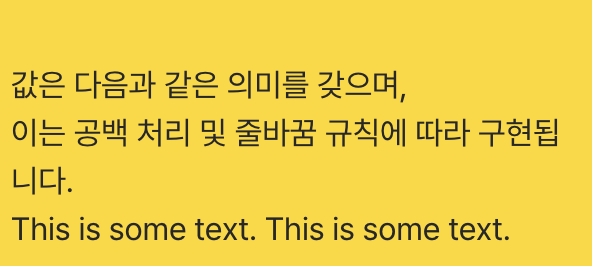 값은 다음과 같은 의미를 갖으며,
이는 공백 처리 및 줄바꿈 규칙에 따라 구현됩
니다.
This is some text. This is some text.